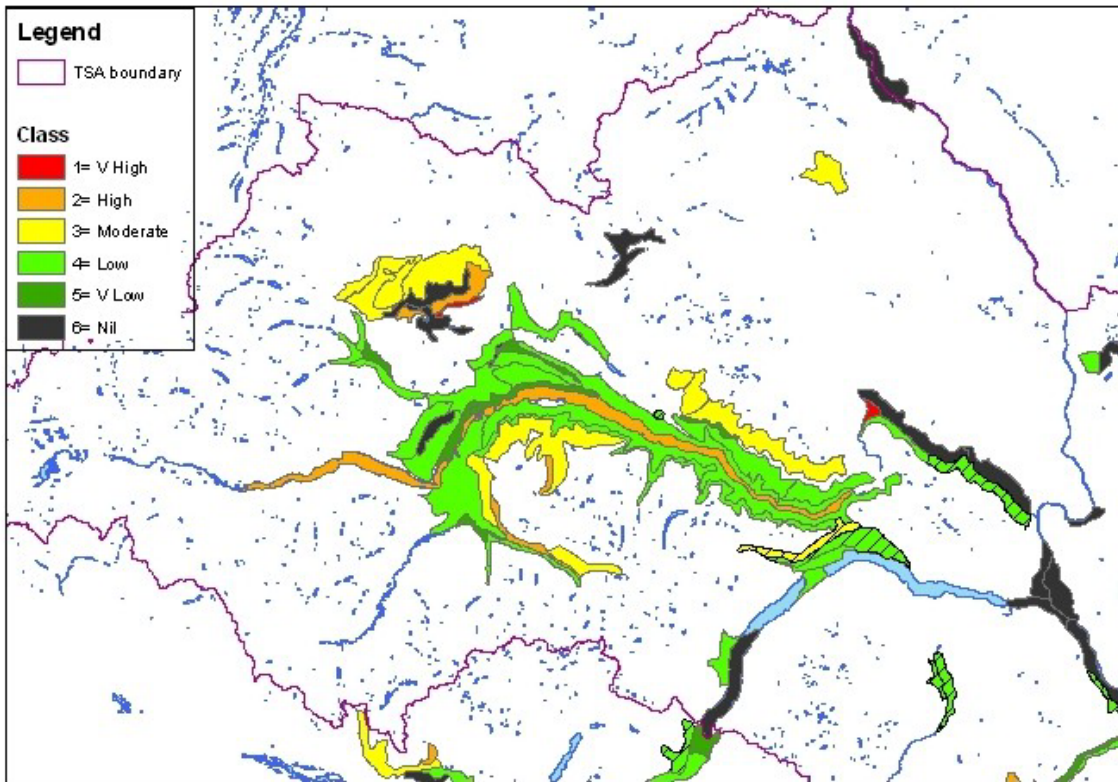 Legend
TSA boundary
Class
1= V High
2= High
3= Moderate
4= Low
5= V Low
6= Nil